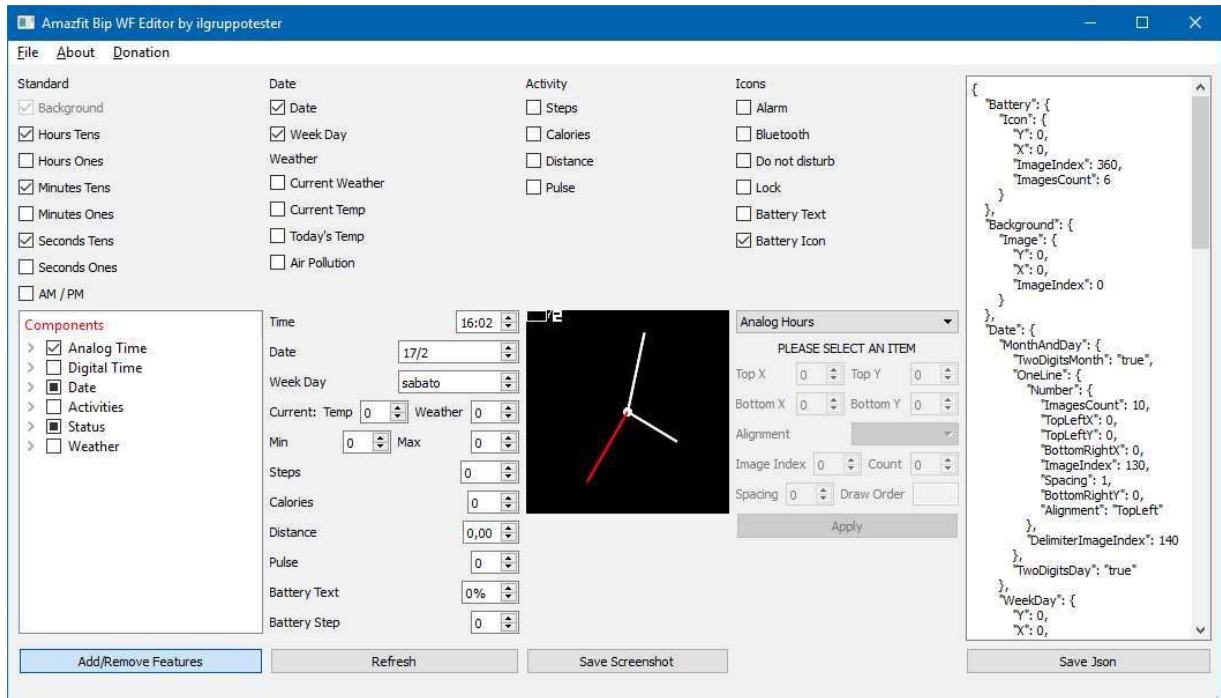 Amazfit Bip WF Editor by ilgruppotester
File About Donation
Standard
Background
Hours Tens
Hours Ones
Minutes Tens
Minutes Ones
Seconds Tens
Seconds Ones
AM / PM
Date
Date
Week Day
Weather
Current Weather
Current Temp
Today's Temp
Air Pollution
Activity
Steps
Calories
Distance
Pulse
Icons
Alarm
Bluetooth
Do not disturb
Lock
Battery Text
Battery Icon
Components
Analog Time
Digital Time
Date
Activities
Status
Weather
Time 16:02
Date 17/2
Week Day sabato
Current: Temp 0 Weather 0
Min 0 Max 0
Steps 0
Calories 0
Distance 0,00
Pulse 0
Battery Text 0%
Battery Step 0
Analog Hours
PLEASE SELECT AN ITEM
Top X 0 Top Y 0
Bottom X 0 Bottom Y 0
Alignment
Image Index 0 Count 0
Spacing 0 Draw Order
Apply
{
"Battery": {
"Icon": {
"Y": 0,
"X": 0,
"ImageIndex": 360,
"ImagesCount": 6
}
},
"Background": {
"Image": {
"Y": 0,
"X": 0,
"ImageIndex": 0
}
},
"Date": {
"MonthAndDay": {
"TwoDigitsMonth": "true",
"OneLine": {
"Number": {
"ImagesCount": 10,
"TopLeftX": 0,
"TopLeftY": 0,
"BottomRightX": 0,
"ImageIndex": 130,
"Spacing": 1,
"BottomRightY": 0,
"Alignment": "TopLeft"
},
"DelimiterImageIndex": 140
},
"TwoDigitsDay": "true"
},
"WeekDay": {
"Y": 0,
"X": 0,
Add/Remove Features
Refresh
Save Screenshot
Save Json